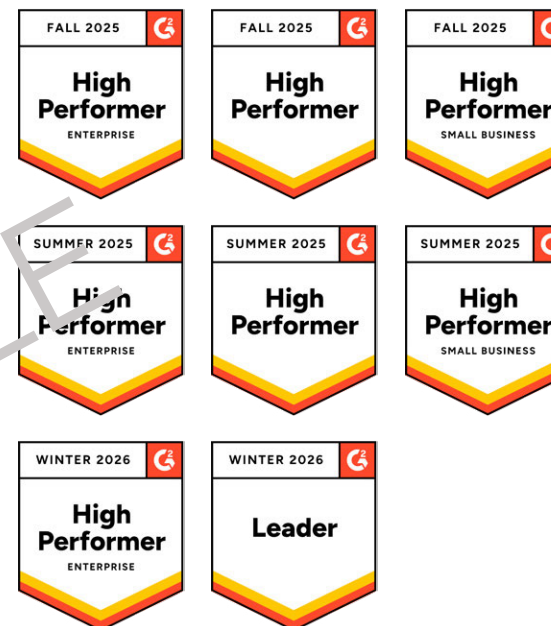 FALL 2025
High
Performer
ENTERPRISE
FALL 2025
High
Performer
FALL 2025
High
Performer
SMALL BUSINESS
SUMMER 2025
High
Performer
ENTERPRISE
SUMMER 2025
High
Performer
SUMMER 2025
High
Performer
SMALL BUSINESS
WINTER 2026
High
Performer
ENTERPRISE
WINTER 2026
Leader